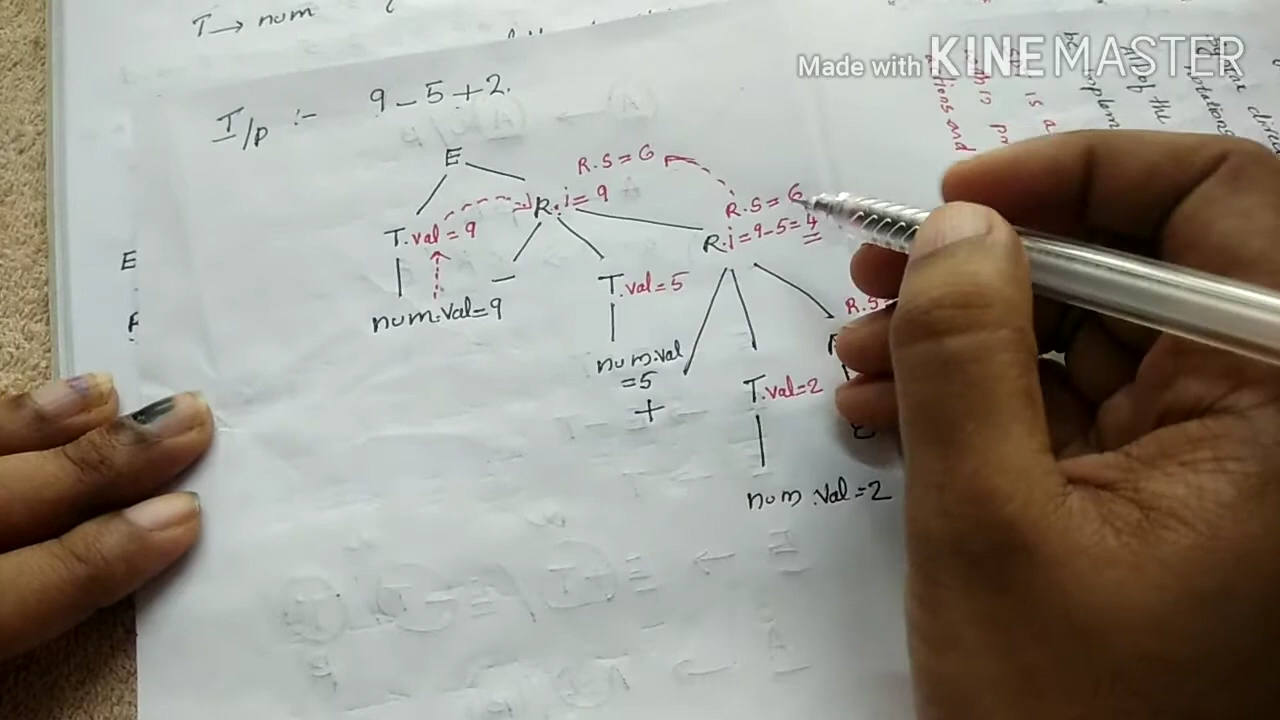 T → num
Made with KINEMASTER
I/p :- 9 - 5 + 2.
E
R.s = 6
R.i = 9
R.s = 6
R.i = 9-5 = 4
T.val = 9
num.val = 9
-
T.val = 5
num.val
= 5
+
T.val = 2
R.s =
num.val = 2
E